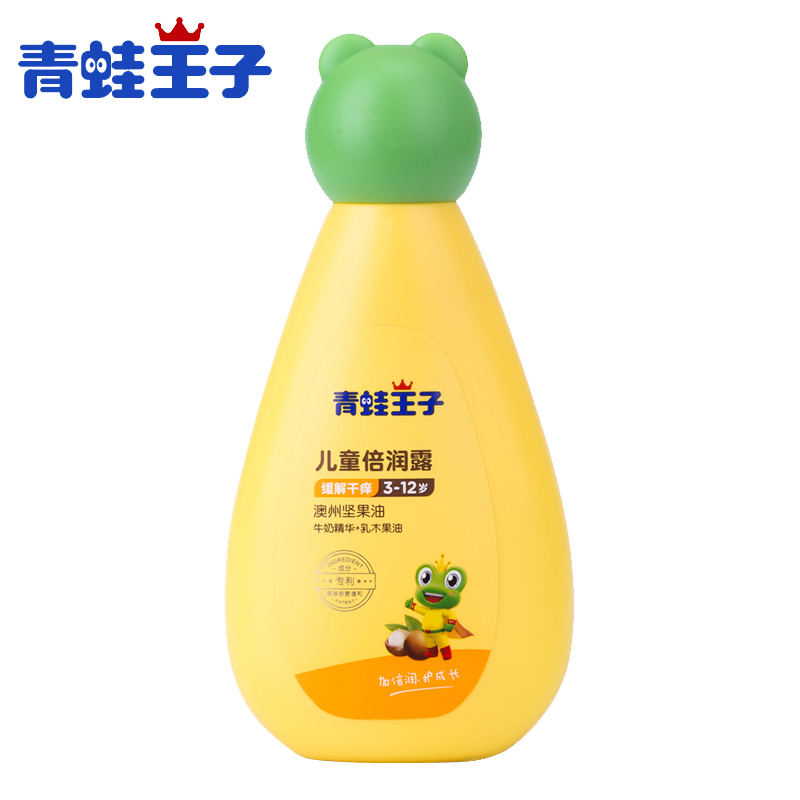 青蛙王子
青蛙王子
儿童倍润露
缓解干痒 3-12岁
澳州坚果油
牛奶精华+乳木果油
INGREDIENT
成分
专利
PATENT
加倍润,护成长